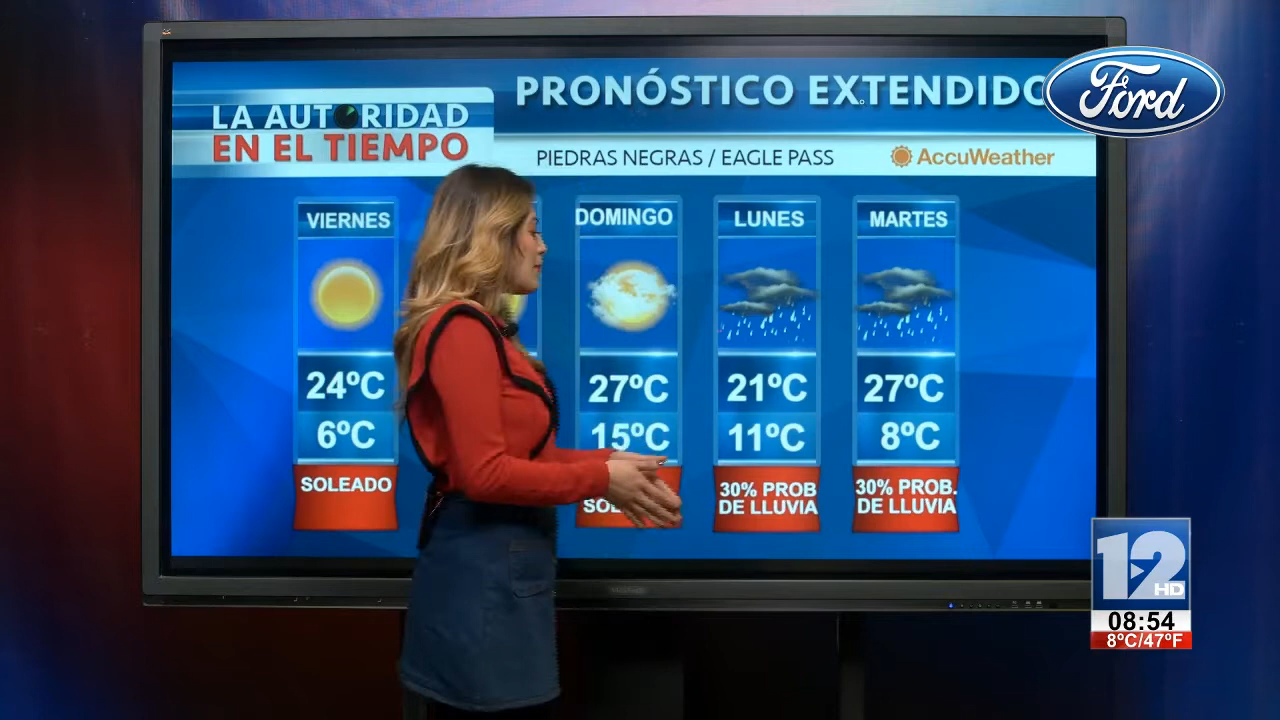 LA AUTORIDAD
EN EL TIEMPO
PRONÓSTICO EXTENDIDO
Ford
PIEDRAS NEGRAS / EAGLE PASS
AccuWeather
VIERNES
DOMINGO
LUNES
MARTES
24ºC
27ºC
21ºC
27ºC
6ºC
15ºC
11ºC
8ºC
SOLEADO
30% PROB
DE LLUVIA
30% PROB.
DE LLUVIA
12
HD
08:54
8ºC/47ºF